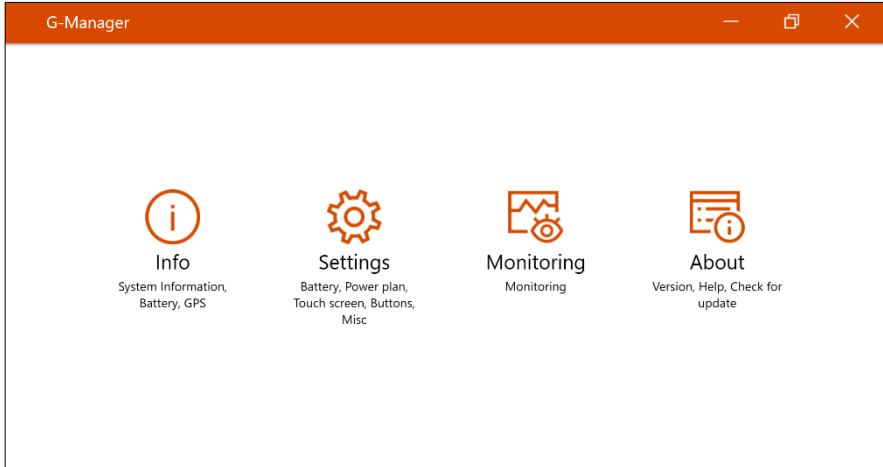 G-Manager
Info
System Information,
Battery, GPS
Settings
Battery, Power plan,
Touch screen, Buttons,
Misc
Monitoring
Monitoring
About
Version, Help, Check for
update